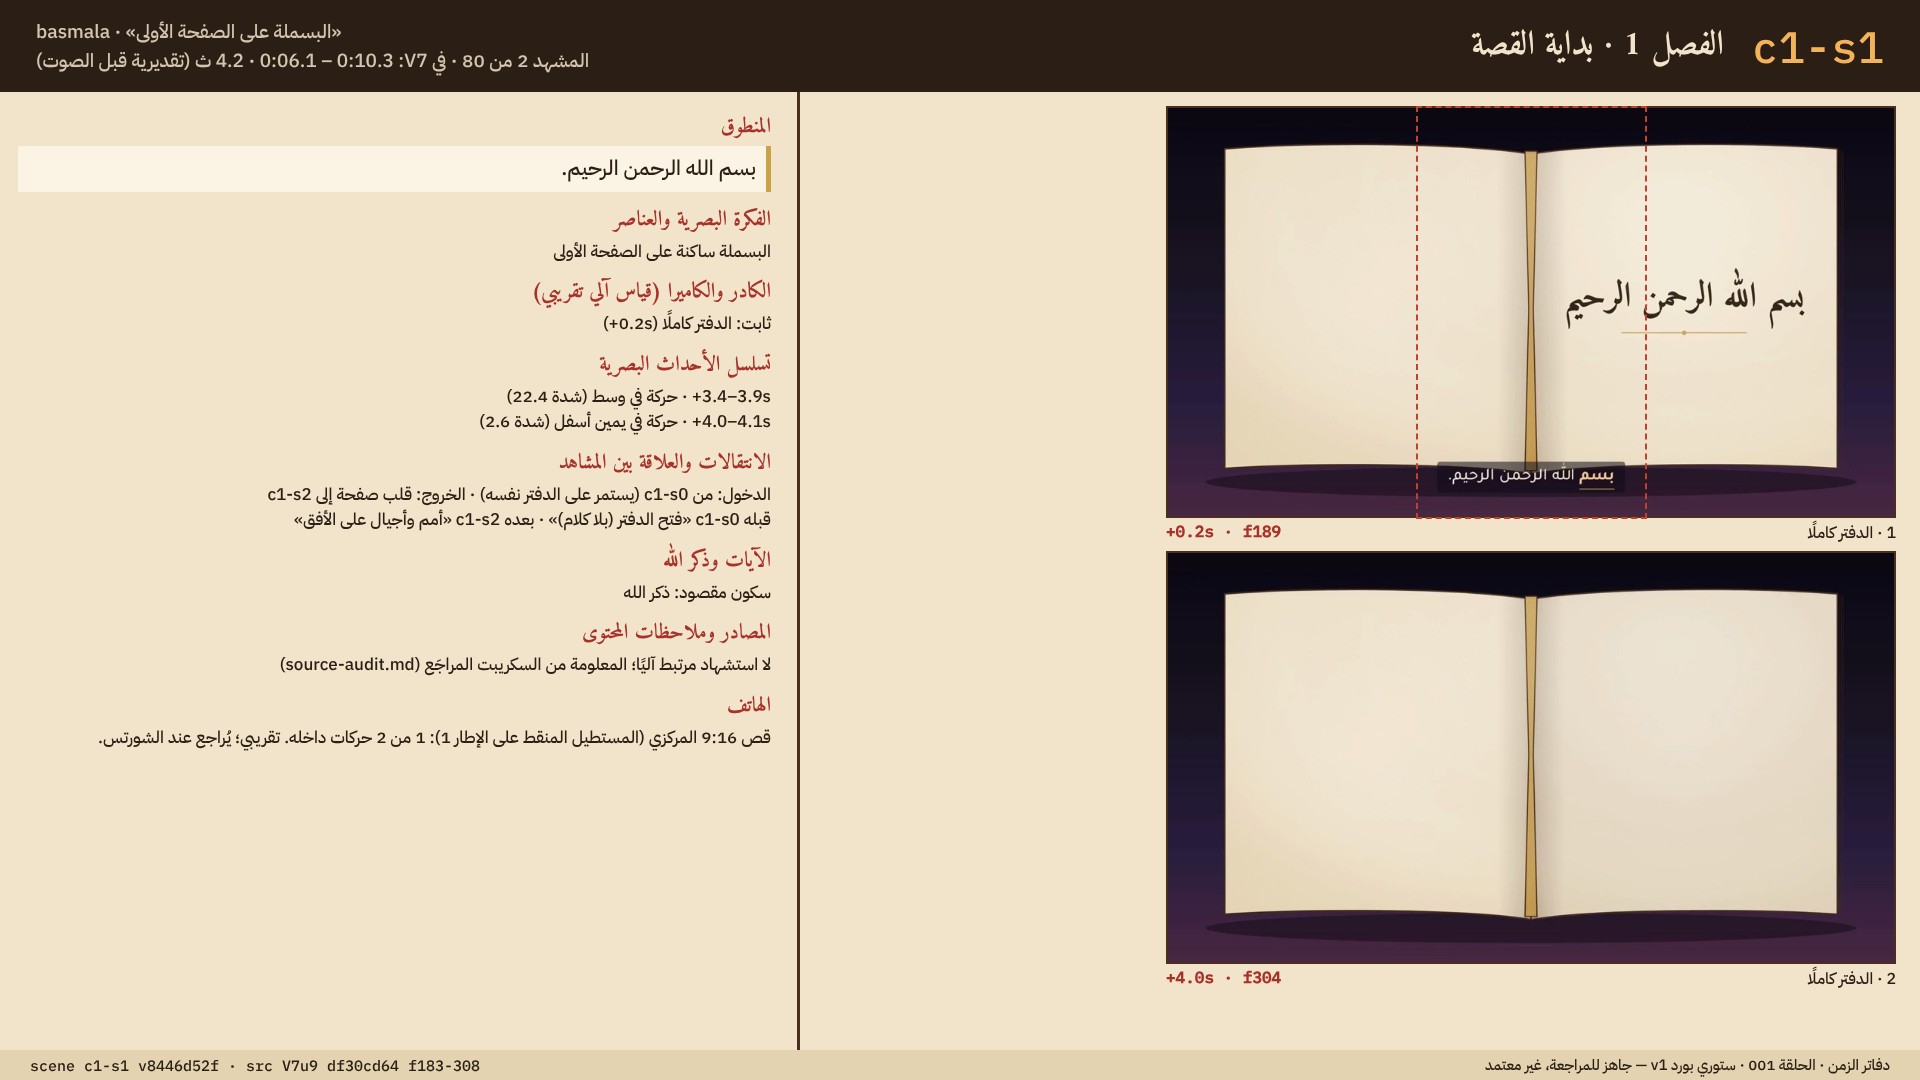 c1-s1 الفصل 1 · بداية القصة
«البسملة على الصفحة الأولى» · basmala
المشهد 2 من 80 · في V7: 0:06.1 – 0:10.3 · 4.2 ث (تقديرية قبل الصوت)
بسم الله الرحمن الرحيم
بسم الله الرحمن الرحيم.
1 · الدفتر كاملًا
+0.2s · f189
2 · الدفتر كاملًا
+4.0s · f304
المنطوق
بسم الله الرحمن الرحيم.
الفكرة البصرية والعناصر
البسملة ساكنة على الصفحة الأولى
الكادر والكاميرا (قياس آلي تقريبي)
ثابت: الدفتر كاملًا (+0.2s)
تسلسل الأحداث البصرية
+3.4–3.9s · حركة في وسط (شدة 22.4)
+4.0–4.1s · حركة في يمين أسفل (شدة 2.6)
الانتقالات والعلاقة بين المشاهد
الدخول: من c1-s0 (يستمر على الدفتر نفسه) · الخروج: قلب صفحة إلى c1-s2
قبله c1-s0 «فتح الدفتر (بلا كلام)» · بعده c1-s2 «أمم وأجيال على الأفق»
الآيات وذكر الله
سكون مقصود: ذكر الله
المصادر وملاحظات المحتوى
لا استشهاد مرتبط آليًا؛ المعلومة من السكريبت المراجَع (source-audit.md)
الهاتف
قص 9:16 المركزي (المستطيل المنقط على الإطار 1): 1 من 2 حركات داخله. تقريبي؛ يُراجع عند الشورتس.
دفاتر الزمن · الحلقة 001 · ستوري بورد v1 — جاهز للمراجعة، غير معتمد
scene c1-s1 v8446d52f · src V7u9 df30cd64 f183-308